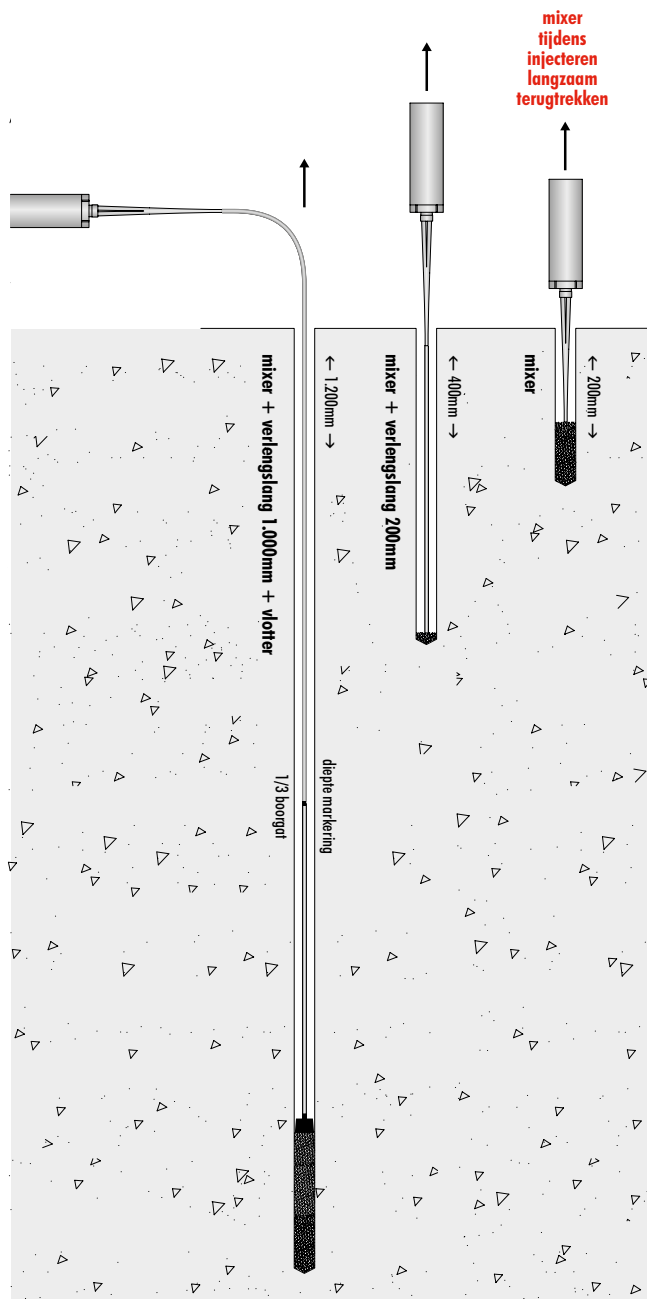 mixer
tijdens
injecteren
langzaam
terugtrekken
mixer + verlengslang 1.000mm + vlotter
← 1.200mm →
mixer + verlengslang 200mm
← 400mm →
mixer
← 200mm →
1/3 boorgat
diepte markering